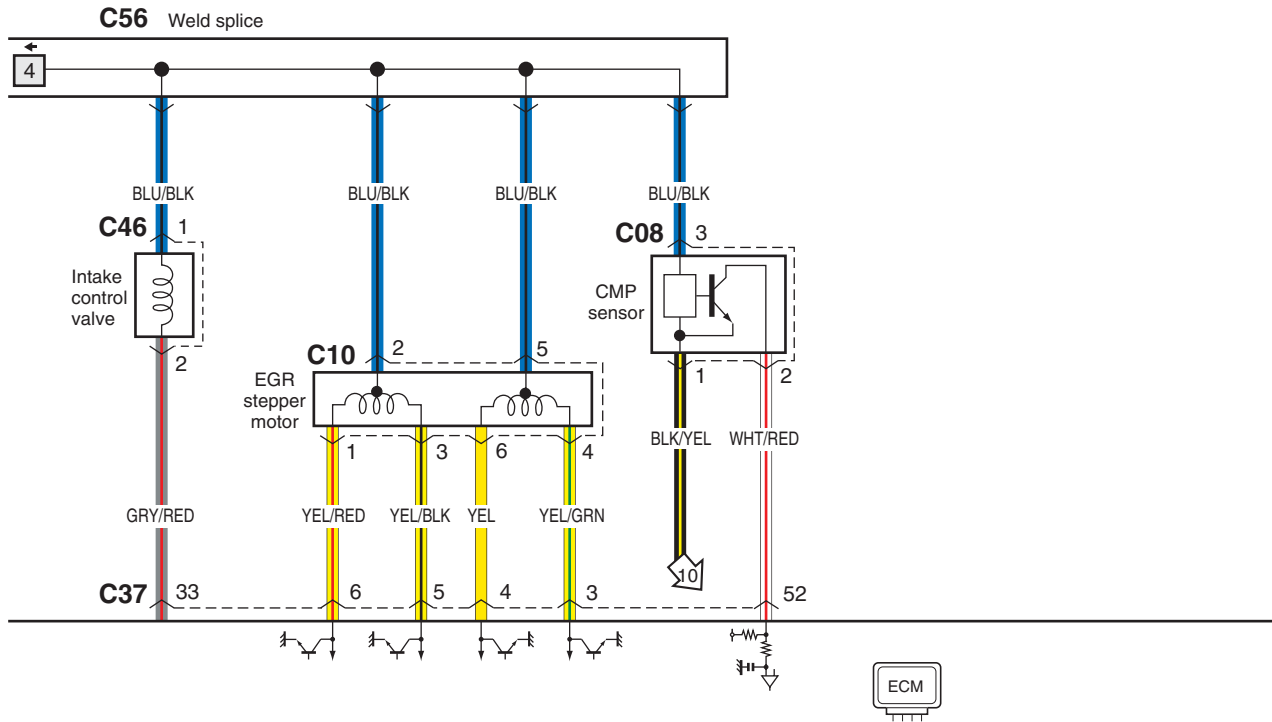 C56 Weld splice
4
BLU/BLK BLU/BLK BLU/BLK BLU/BLK
C46 1
C08 3
Intake
control
valve
CMP
sensor
2
C10 2 5
1 2
EGR
stepper
motor
BLK/YEL WHT/RED
1 3 6 4
GRY/RED YEL/RED YEL/BLK YEL YEL/GRN
10
C37 33 6 5 4 3 52
ECM